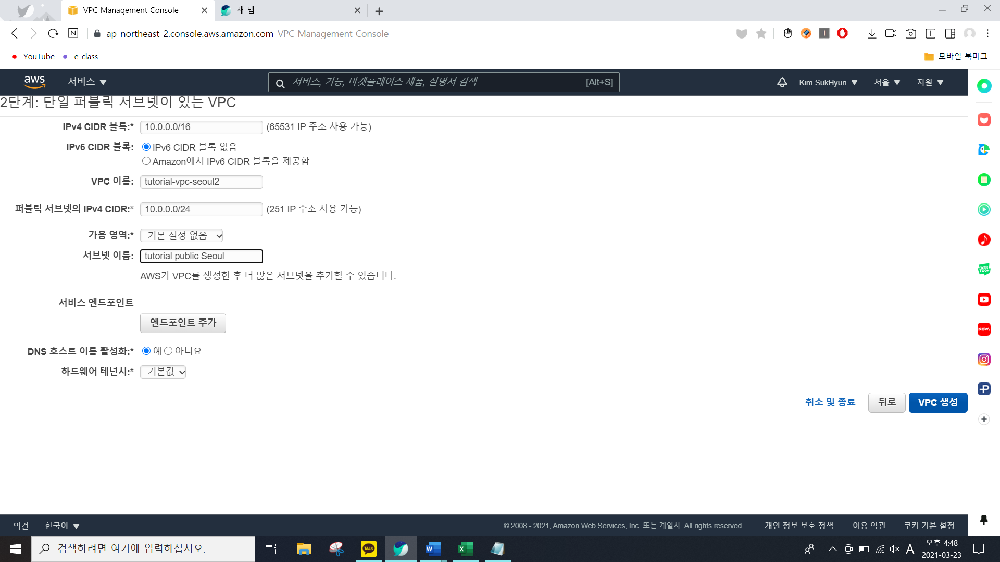 VPC Management Console
새 탭
N
ap-northeast-2.console.aws.amazon.com VPC Management Console
YouTube
e-class
모바일 북마크
aws
서비스
서비스, 기능, 마켓플레이스 제품, 설명서 검색 [Alt+S]
Kim SukHyun
서울
지원
2단계: 단일 퍼블릭 서브넷이 있는 VPC
IPv4 CIDR 블록:* 10.0.0.0/16 (65531 IP 주소 사용 가능)
IPv6 CIDR 블록: IPv6 CIDR 블록 없음
Amazon에서 IPv6 CIDR 블록을 제공함
VPC 이름: tutorial-vpc-seoul2
퍼블릭 서브넷의 IPv4 CIDR:* 10.0.0.0/24 (251 IP 주소 사용 가능)
가용 영역:* 기본 설정 없음
서브넷 이름: tutorial public Seoul
AWS가 VPC를 생성한 후 더 많은 서브넷을 추가할 수 있습니다.
서비스 엔드포인트
엔드포인트 추가
DNS 호스트 이름 활성화:* 예 아니요
하드웨어 테넌시:* 기본값
취소 및 종료 뒤로 VPC 생성
WEB
TOON
NOW.
의견 한국어 © 2008 - 2021, Amazon Web Services, Inc. 또는 계열사. All rights reserved. 개인 정보 보호 정책 이용 약관 쿠키 기본 설정
검색하려면 여기에 입력하십시오.
TALK
W
X
A
오후 4:48
2021-03-23